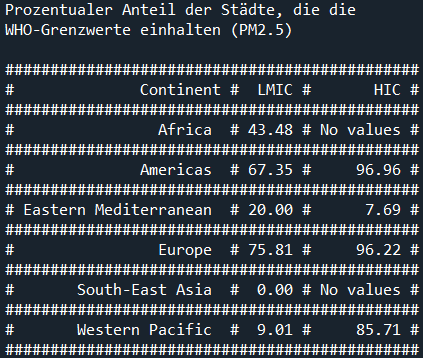 Prozentualer Anteil der Städte, die die
WHO-Grenzwerte einhalten (PM2.5)

##############################################
#              Continent #  LMIC #       HIC #
##############################################
#                Africa  # 43.48 # No values #
##############################################
#              Americas  # 67.35 #     96.96 #
##############################################
# Eastern Mediterranean  # 20.00 #      7.69 #
##############################################
#                Europe  # 75.81 #     96.22 #
##############################################
#       South-East Asia  #  0.00 # No values #
##############################################
#       Western Pacific  #  9.01 #     85.71 #
##############################################